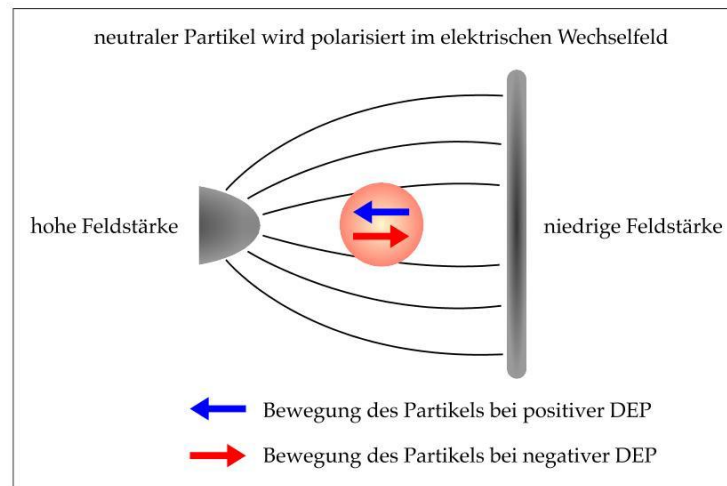 neutraler Partikel wird polarisiert im elektrischen Wechselfeld
hohe Feldstärke
niedrige Feldstärke
Bewegung des Partikels bei positiver DEP
Bewegung des Partikels bei negativer DEP